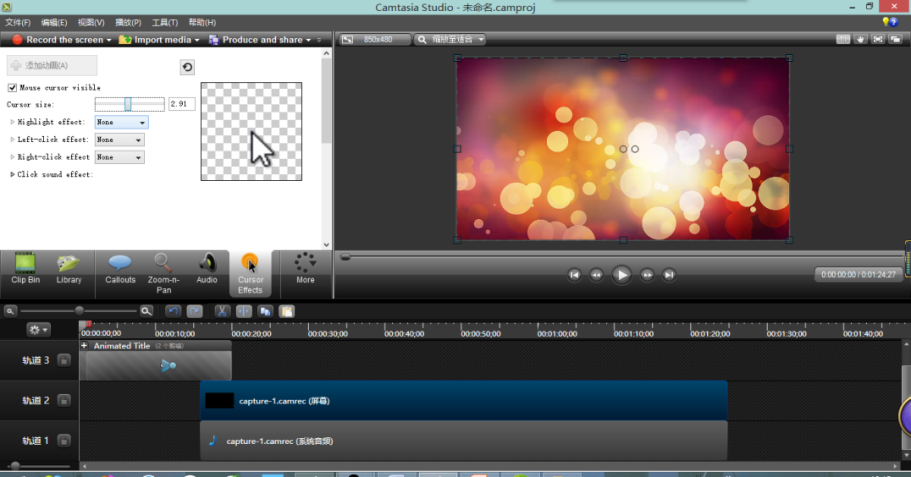 Camtasia Studio - 未命名.camproj
文件(F) 编辑(E) 视图(V) 播放(P) 工具(T) 帮助(H)
Record the screen Import media Produce and share
850x480 缩放至适合
添加动画(A)
Mouse cursor visible
Cursor size: 2.91
Highlight effect: None
Left-click effect: None
Right-click effect None
Click sound effect:
Clip Bin Library Callouts Zoom-n-Pan Audio Cursor Effects More
0:00:00;00 / 0:01:24;27
00:00:00;00 00:00:10;00 00:00:20;00 00:00:30;00 00:00:40;00 00:00:50;00 00:01:00;00 00:01:10;00 00:01:20;00 00:01:30;00 00:01:40;00
轨道 3 Animated Title (2 个剪辑)
轨道 2 capture-1.camrec (屏幕)
轨道 1 capture-1.camrec (系统音频)